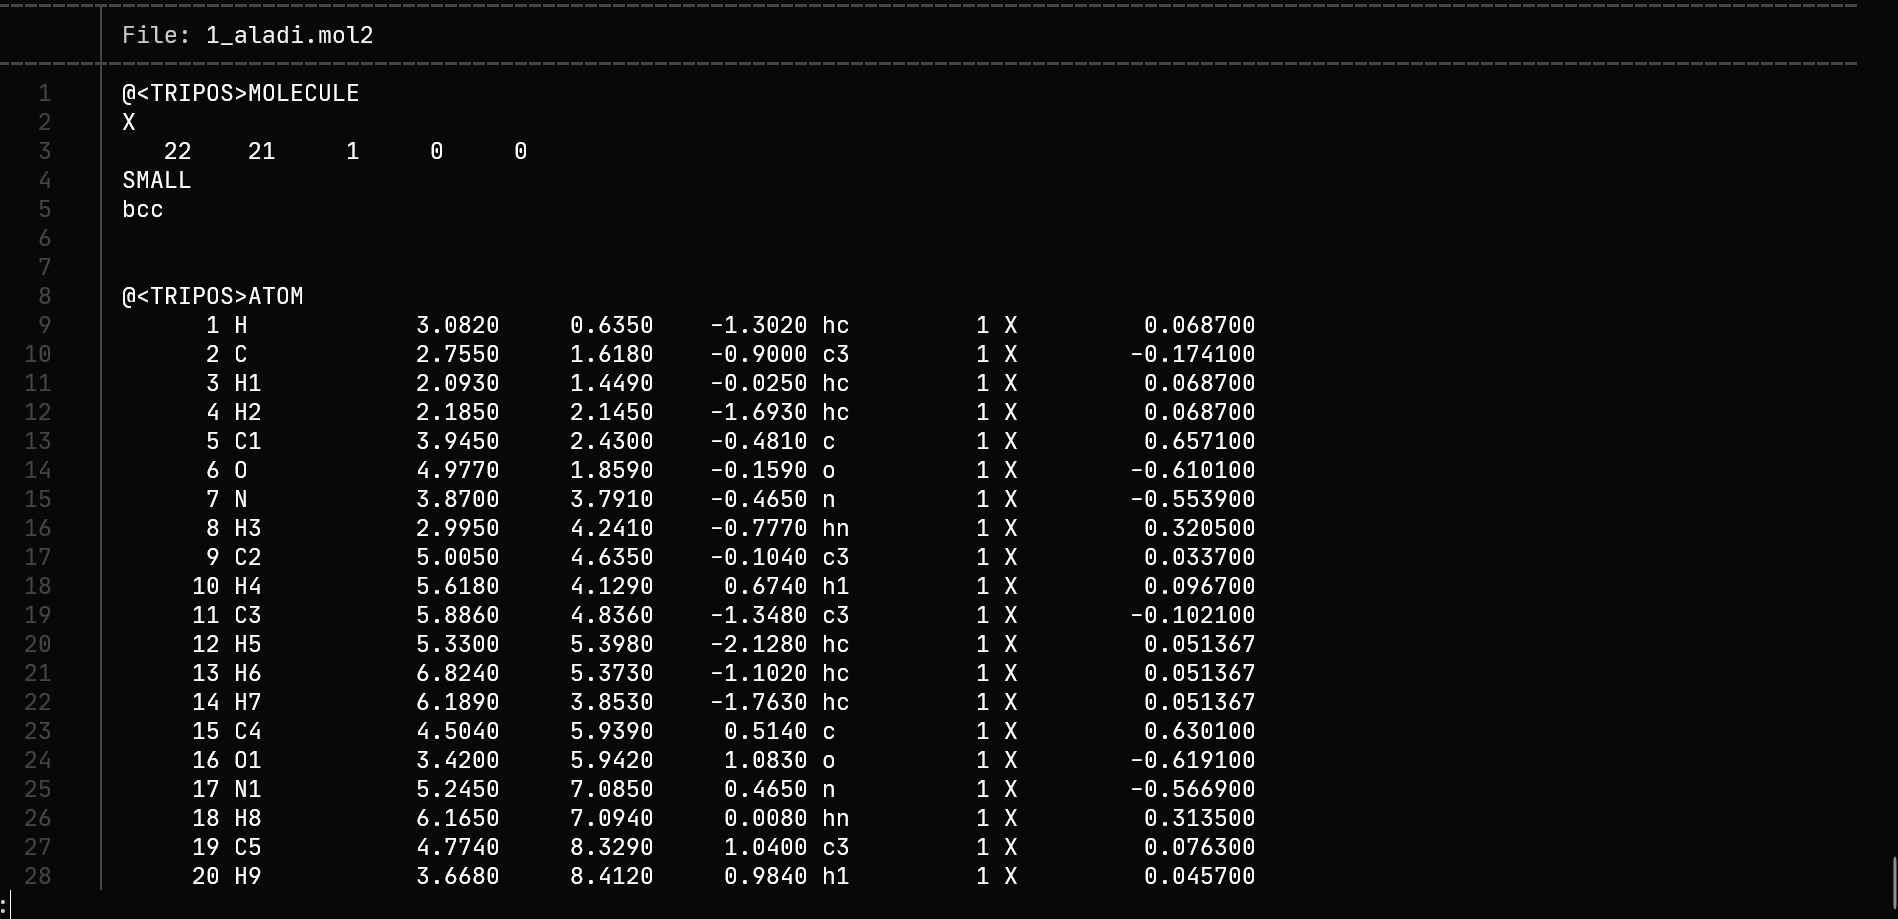 File: 1_aladi.mol2
1 @<TRIPOS>MOLECULE
2 X
3 22 21 1 0 0
4 SMALL
5 bcc
6
7
8 @<TRIPOS>ATOM
9 1 H 3.0820 0.6350 -1.3020 hc 1 X 0.068700
10 2 C 2.7550 1.6180 -0.9000 c3 1 X -0.174100
11 3 H1 2.0930 1.4490 -0.0250 hc 1 X 0.068700
12 4 H2 2.1850 2.1450 -1.6930 hc 1 X 0.068700
13 5 C1 3.9450 2.4300 -0.4810 c 1 X 0.657100
14 6 O 4.9770 1.8590 -0.1590 o 1 X -0.610100
15 7 N 3.8700 3.7910 -0.4650 n 1 X -0.553900
16 8 H3 2.9950 4.2410 -0.7770 hn 1 X 0.320500
17 9 C2 5.0050 4.6350 -0.1040 c3 1 X 0.033700
18 10 H4 5.6180 4.1290 0.6740 h1 1 X 0.096700
19 11 C3 5.8860 4.8360 -1.3480 c3 1 X -0.102100
20 12 H5 5.3300 5.3980 -2.1280 hc 1 X 0.051367
21 13 H6 6.8240 5.3730 -1.1020 hc 1 X 0.051367
22 14 H7 6.1890 3.8530 -1.7630 hc 1 X 0.051367
23 15 C4 4.5040 5.9390 0.5140 c 1 X 0.630100
24 16 O1 3.4200 5.9420 1.0830 o 1 X -0.619100
25 17 N1 5.2450 7.0850 0.4650 n 1 X -0.566900
26 18 H8 6.1650 7.0940 0.0080 hn 1 X 0.313500
27 19 C5 4.7740 8.3290 1.0400 c3 1 X 0.076300
28 20 H9 3.6680 8.4120 0.9840 h1 1 X 0.045700
: